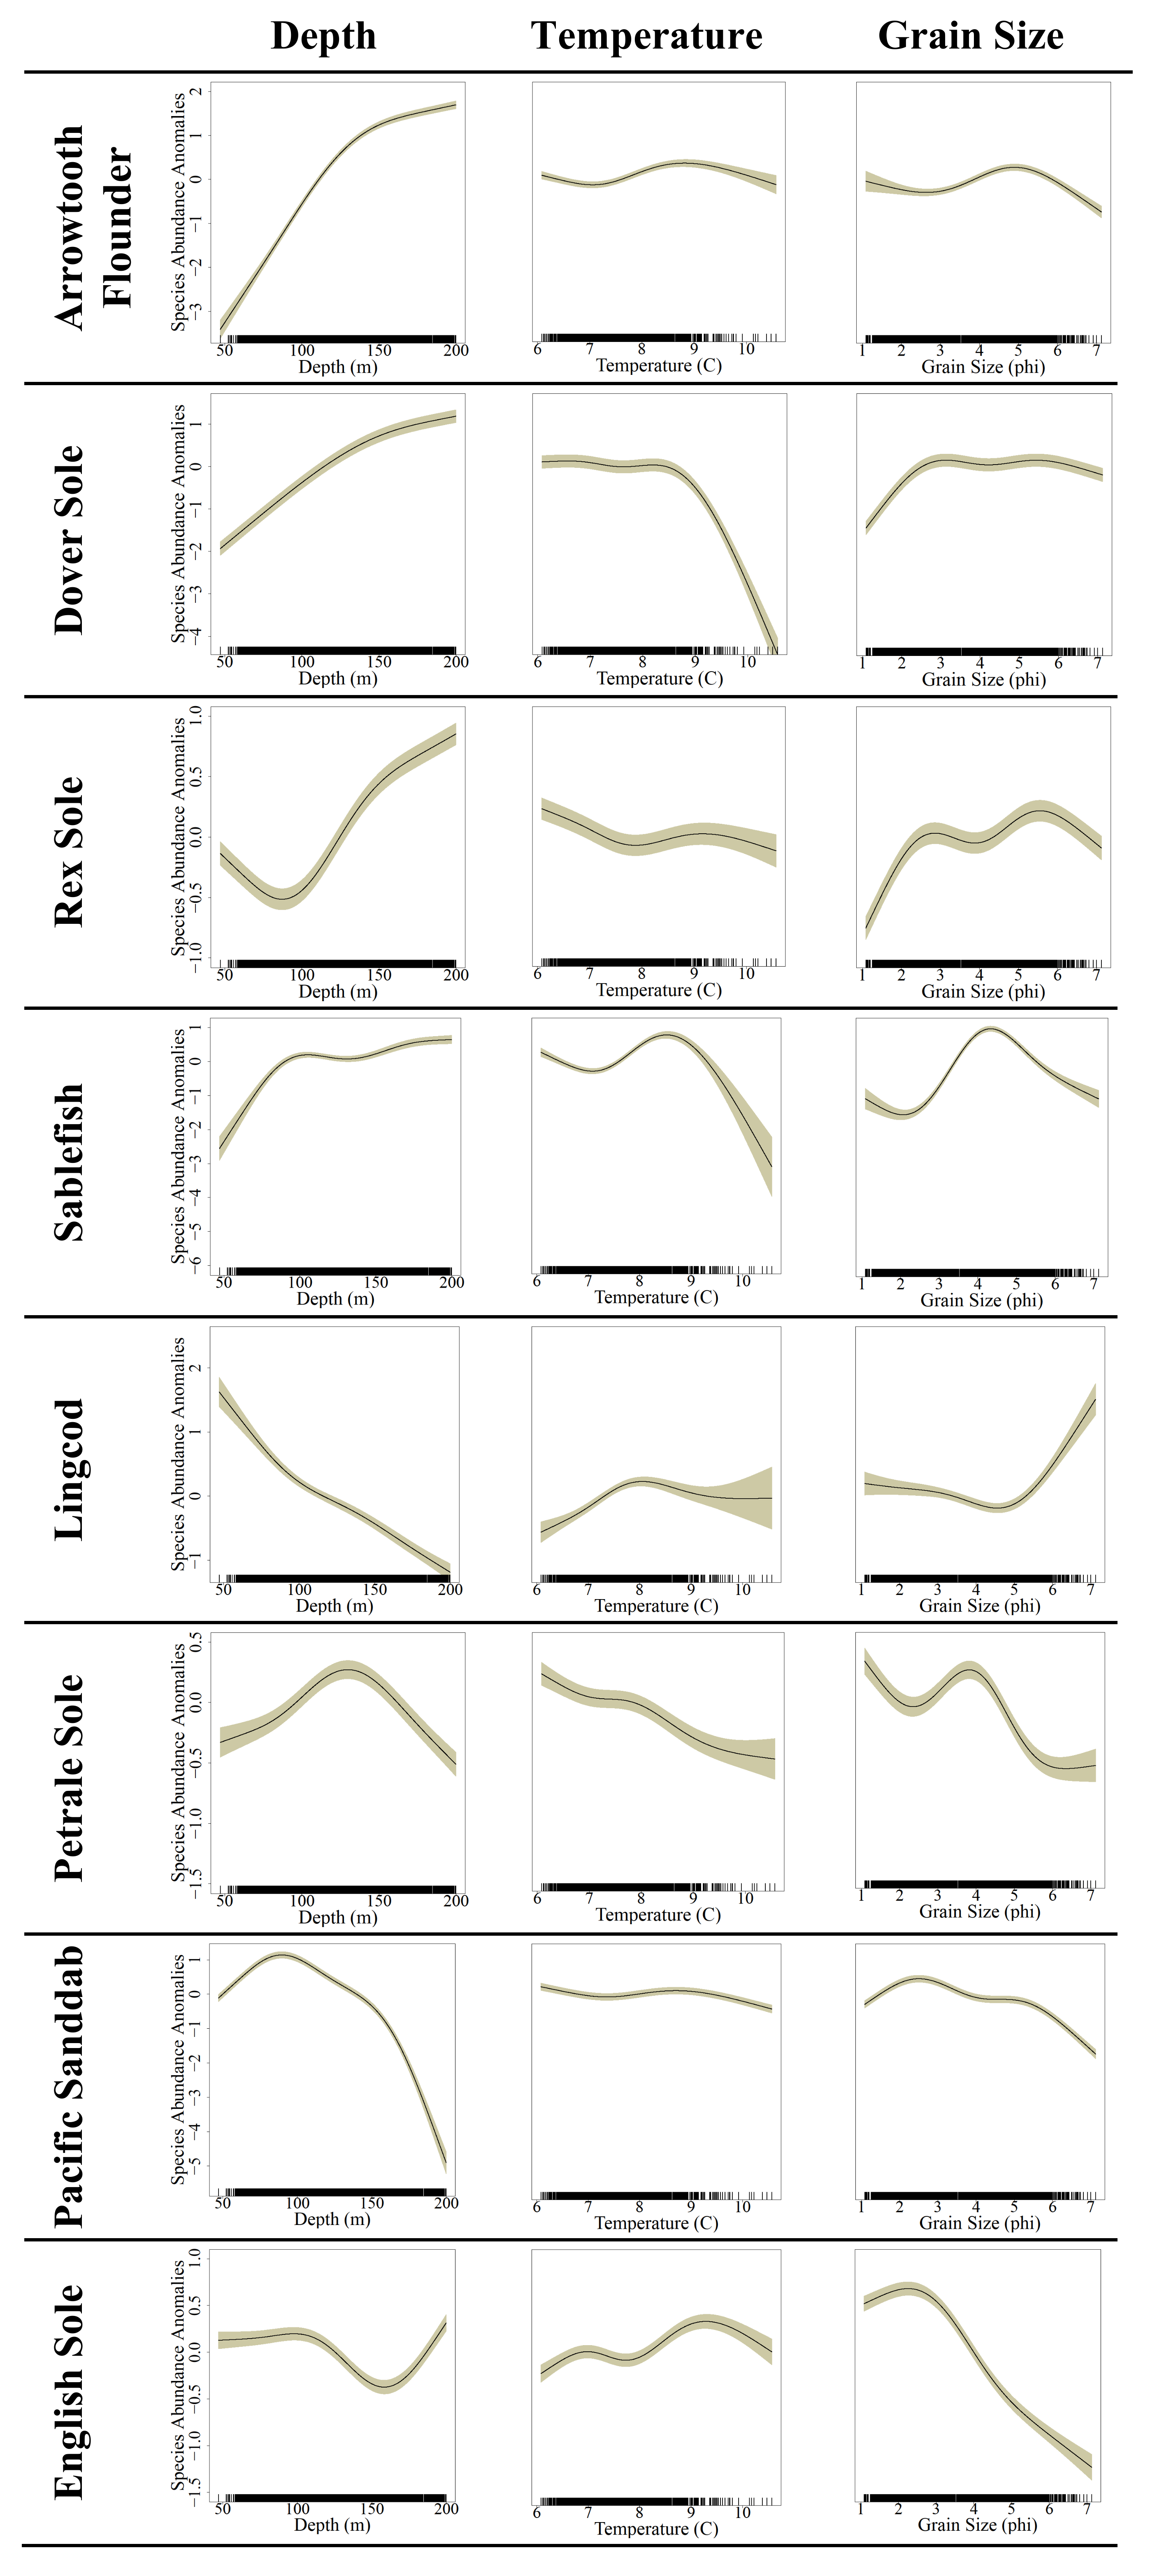 Depth Temperature Grain Size
Arrowtooth
Flounder
Species Abundance Anomalies
2
1
0
−1
−2
−3
50 100 150 200
Depth (m)
6 7 8 9 10
Temperature (C)
1 2 3 4 5 6 7
Grain Size (phi)
Dover Sole
Species Abundance Anomalies
1
0
−1
−2
−3
−4
50 100 150 200
Depth (m)
6 7 8 9 10
Temperature (C)
1 2 3 4 5 6 7
Grain Size (phi)
Rex Sole
Species Abundance Anomalies
1.0
0.5
0.0
−0.5
−1.0
50 100 150 200
Depth (m)
6 7 8 9 10
Temperature (C)
1 2 3 4 5 6 7
Grain Size (phi)
Sablefish
Species Abundance Anomalies
1
0
−1
−2
−3
−4
−5
−6
50 100 150 200
Depth (m)
6 7 8 9 10
Temperature (C)
1 2 3 4 5 6 7
Grain Size (phi)
Lingcod
Species Abundance Anomalies
2
1
0
−1
50 100 150 200
Depth (m)
6 7 8 9 10
Temperature (C)
1 2 3 4 5 6 7
Grain Size (phi)
Petrale Sole
Species Abundance Anomalies
0.5
0.0
−0.5
−1.0
−1.5
50 100 150 200
Depth (m)
6 7 8 9 10
Temperature (C)
1 2 3 4 5 6 7
Grain Size (phi)
Pacific Sanddab
Species Abundance Anomalies
1
0
−1
−2
−3
−4
−5
50 100 150 200
Depth (m)
6 7 8 9 10
Temperature (C)
1 2 3 4 5 6 7
Grain Size (phi)
English Sole
Species Abundance Anomalies
1.0
0.5
0.0
−0.5
−1.0
−1.5
50 100 150 200
Depth (m)
6 7 8 9 10
Temperature (C)
1 2 3 4 5 6 7
Grain Size (phi)